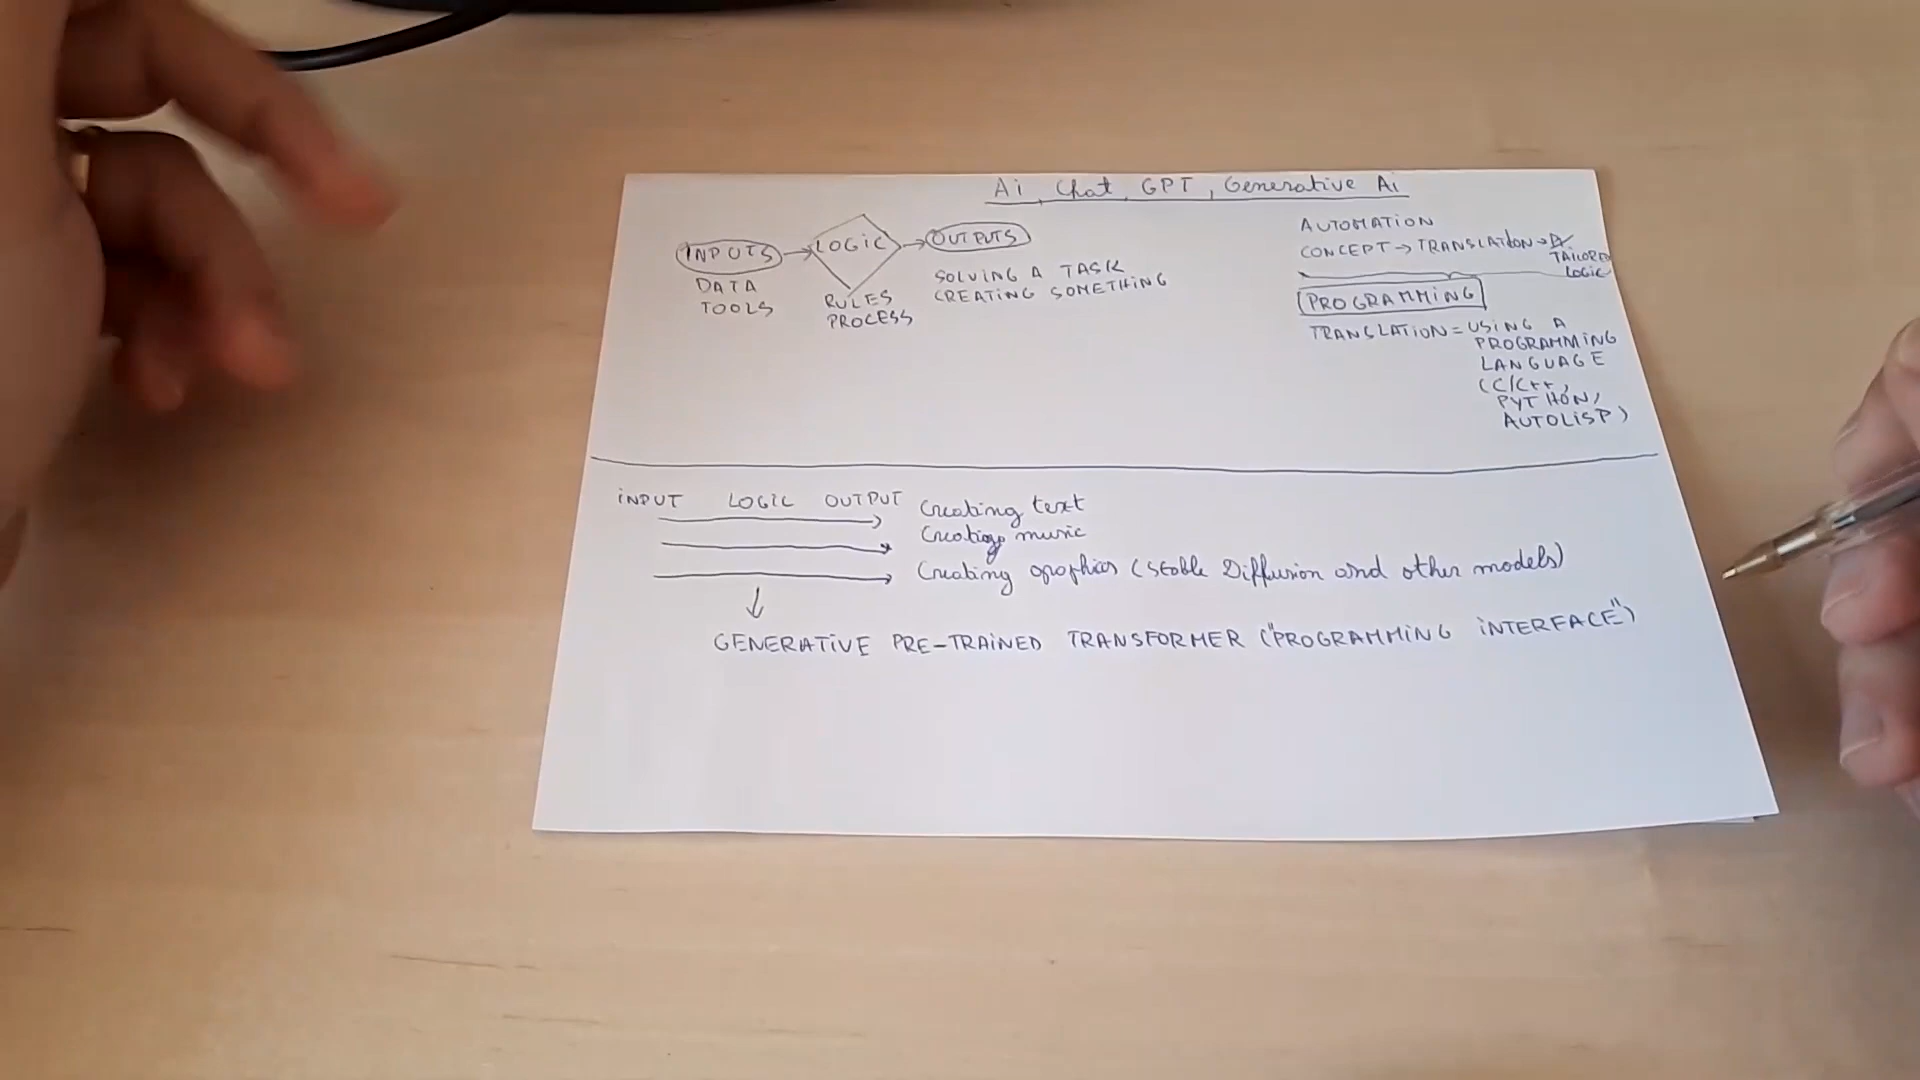 Ai, Chat GPT, Generative Ai
INPUTS → LOGIC → OUTPUTS
DATA
TOOLS
RULES
PROCESS
SOLVING A TASK
CREATING SOMETHING
AUTOMATION
CONCEPT → TRANSLATION →
TAILORED
LOGIC
PROGRAMMING
TRANSLATION = USING A
PROGRAMMING
LANGUAGE
(C/C++,
PYTHON,
AUTOLISP)
INPUT LOGIC OUTPUT
Creating text
Creating music
Creating graphics (Stable Diffusion and other models)
GENERATIVE PRE-TRAINED TRANSFORMER ("PROGRAMMING INTERFACE")